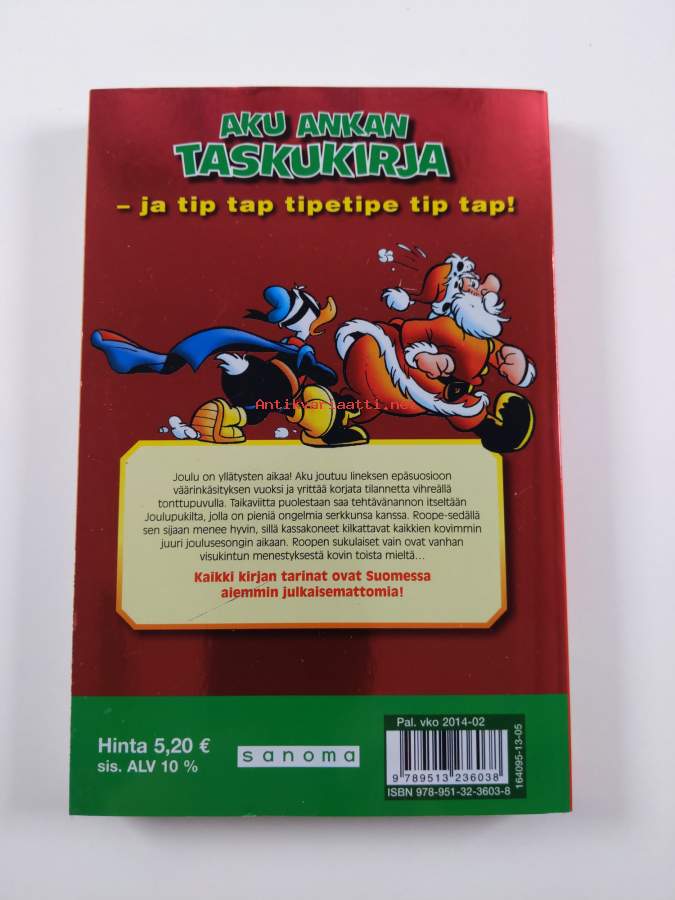 AKU ANKAN
TASKUKIRJA
– ja tip tap tipetipe tip tap!
Antikvariaatti.net
Joulu on yllätysten aikaa! Aku joutuu Iineksen epäsuosioon
väärinkäsityksen vuoksi ja yrittää korjata tilannetta vihreällä
tonttupuvulla. Taikaviitta puolestaan saa tehtävänannon itseltään
Joulupukilta, jolla on pieniä ongelmia serkkunsa kanssa. Roope-sedällä
sen sijaan menee hyvin, sillä kassakoneet kilkattavat kaikkien kovimmin
juuri joulusesongin aikaan. Roopen sukulaiset vain ovat vanhan
visukintun menestyksestä kovin toista mieltä...
Kaikki kirjan tarinat ovat Suomessa
aiemmin julkaisemattomia!
Hinta 5,20 €
sis. ALV 10 %
sanoma
Pal. vko 2014-02
9 789513 236038
ISBN 978-951-32-3603-8
164095-13-05